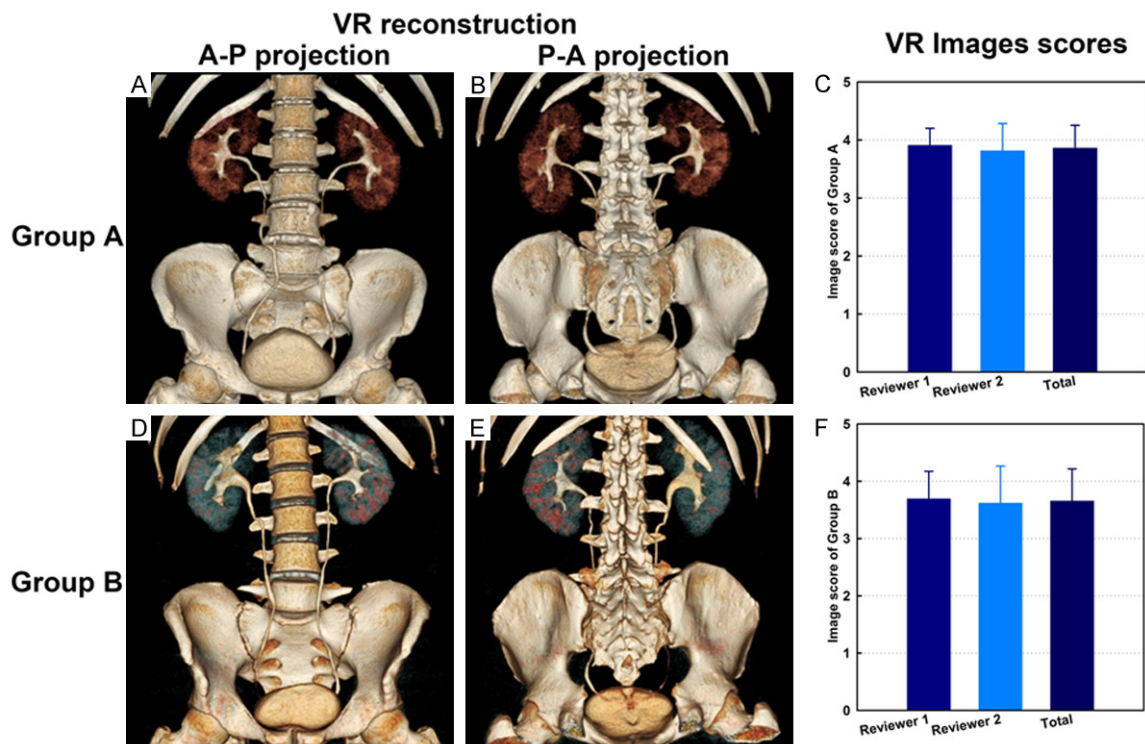 VR reconstruction
A-P projection
P-A projection
VR Images scores
Group A
A
B
C
5
4
3
2
1
0
Image score of Group A
Reviewer 1
Reviewer 2
Total
Group B
D
E
F
5
4
3
2
1
0
Image score of Group B
Reviewer 1
Reviewer 2
Total